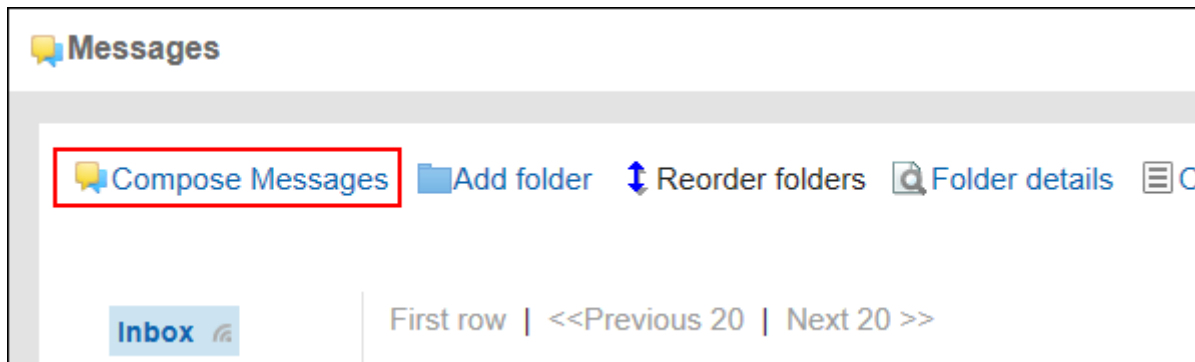 Messages
Compose Messages Add folder Reorder folders Folder details
Inbox First row | <<Previous 20 | Next 20 >>